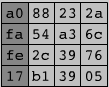 a0 88 23 2a
fa 54 a3 6c
fe 2c 39 76
17 b1 39 05